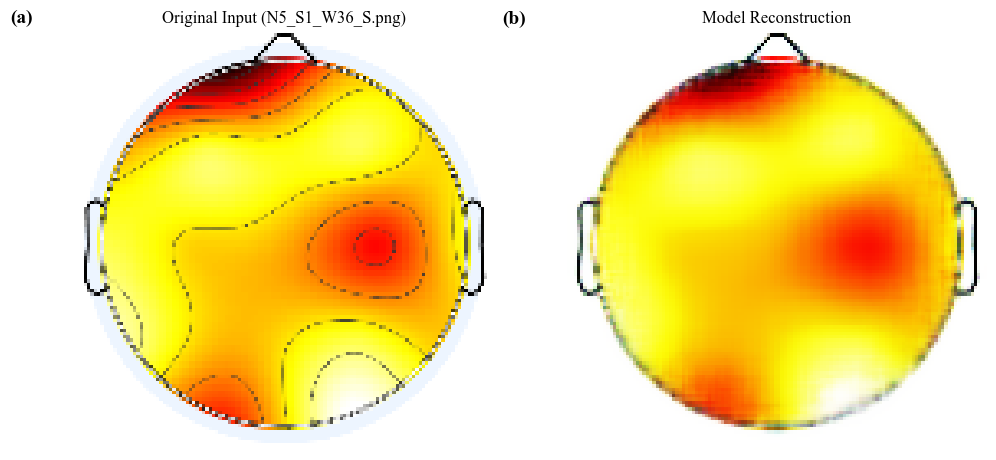 (a) Original Input (N5_S1_W36_S.png)
(b) Model Reconstruction